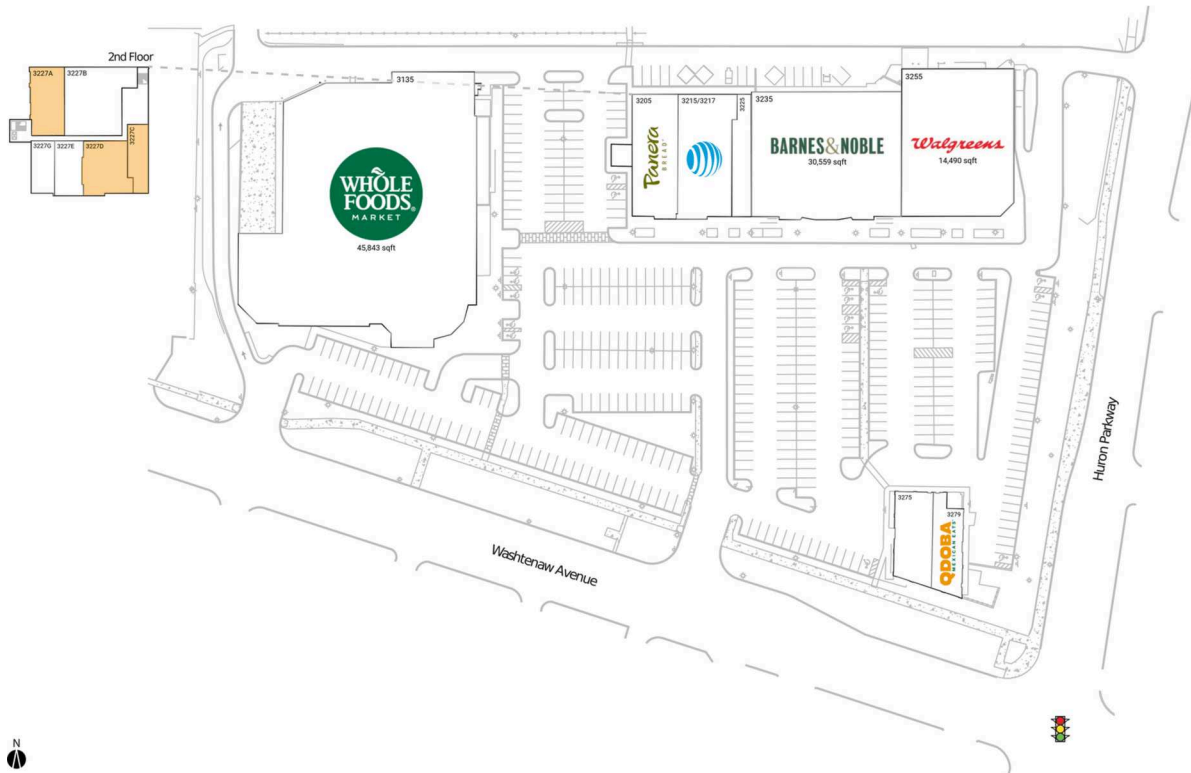 2nd Floor
3227A
3227B
3227C
3227G
3227E
3227D
3135
WHOLE
FOODS
MARKET
45,843 sqft
3205
Panera
BREAD
3215/3217
3225
3235
BARNES&NOBLE
30,559 sqft
3255
Walgreens
14,490 sqft
Huron Parkway
3275
3279
QDOBA
MEXICAN EATS
Washtenaw Avenue
N